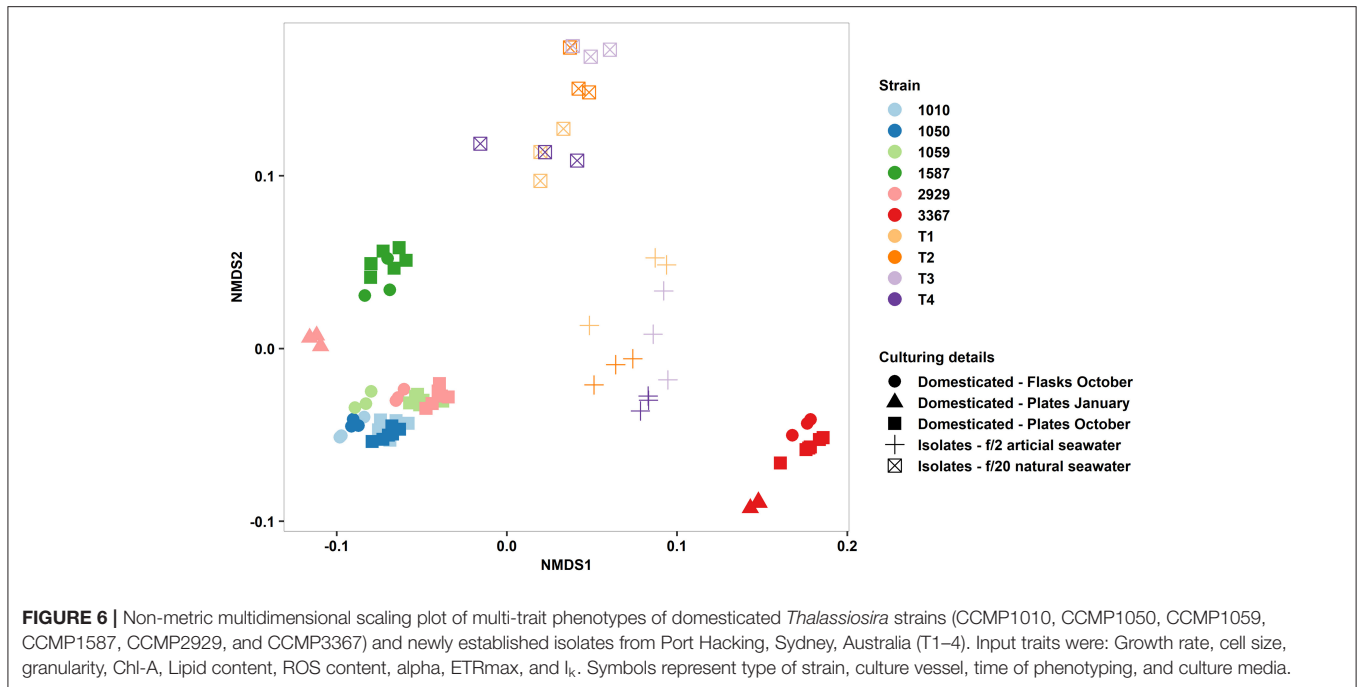 0.1
0.0
-0.1
NMDS2
-0.1
0.0
0.1
0.2
NMDS1
Strain
1010
1050
1059
1587
2929
3367
T1
T2
T3
T4
Culturing details
Domesticated - Flasks October
Domesticated - Plates January
Domesticated - Plates October
Isolates - f/2 articial seawater
Isolates - f/20 natural seawater
FIGURE 6 | Non-metric multidimensional scaling plot of multi-trait phenotypes of domesticated Thalassiosira strains (CCMP1010, CCMP1050, CCMP1059,
CCMP1587, CCMP2929, and CCMP3367) and newly established isolates from Port Hacking, Sydney, Australia (T1–4). Input traits were: Growth rate, cell size,
granularity, Chl-A, Lipid content, ROS content, alpha, ETRmax, and Ik. Symbols represent type of strain, culture vessel, time of phenotyping, and culture media.